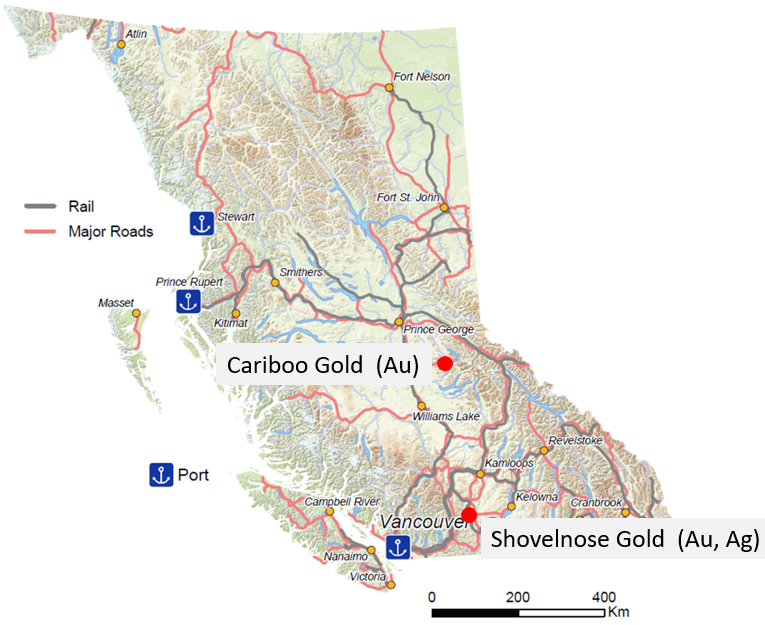 Atlin
Fort Nelson
Fort St. John
Rail
Stewart
Major Roads
Smithers
Prince Rupert
Masset
Kitimat
Prince George
Cariboo Gold (Au)
Williams Lake
Revelstoke
Kamloops
Port
Kelowna
Cranbrook
Campbell River
Vancouver
Shovelnose Gold (Au, Ag)
Nanaimo
Victoria
0 200 400
Km